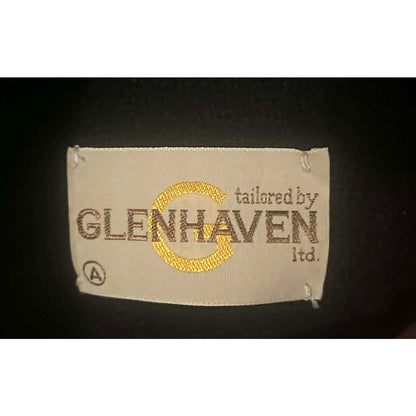 tailored by
G
GLENHAVEN
ltd.
A